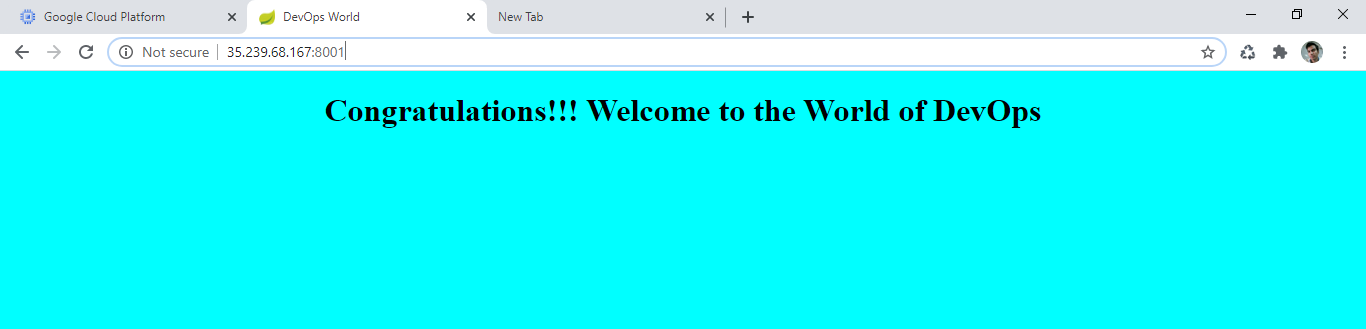 Google Cloud Platform
DevOps World
New Tab
Not secure
35.239.68.167:8001
Congratulations!!! Welcome to the World of DevOps